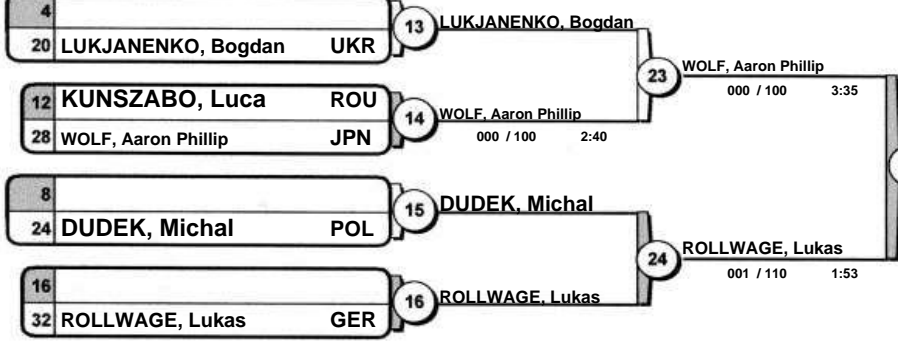 4
20 LUKJANENKO, Bogdan UKR
13 LUKJANENKO, Bogdan
12 KUNSZABO, Luca ROU
28 WOLF, Aaron Phillip JPN
14 WOLF, Aaron Phillip
000 / 100 2:40
23 WOLF, Aaron Phillip
000 / 100 3:35
8
24 DUDEK, Michal POL
15 DUDEK, Michal
16
32 ROLLWAGE, Lukas GER
16 ROLLWAGE, Lukas
24 ROLLWAGE, Lukas
001 / 110 1:53